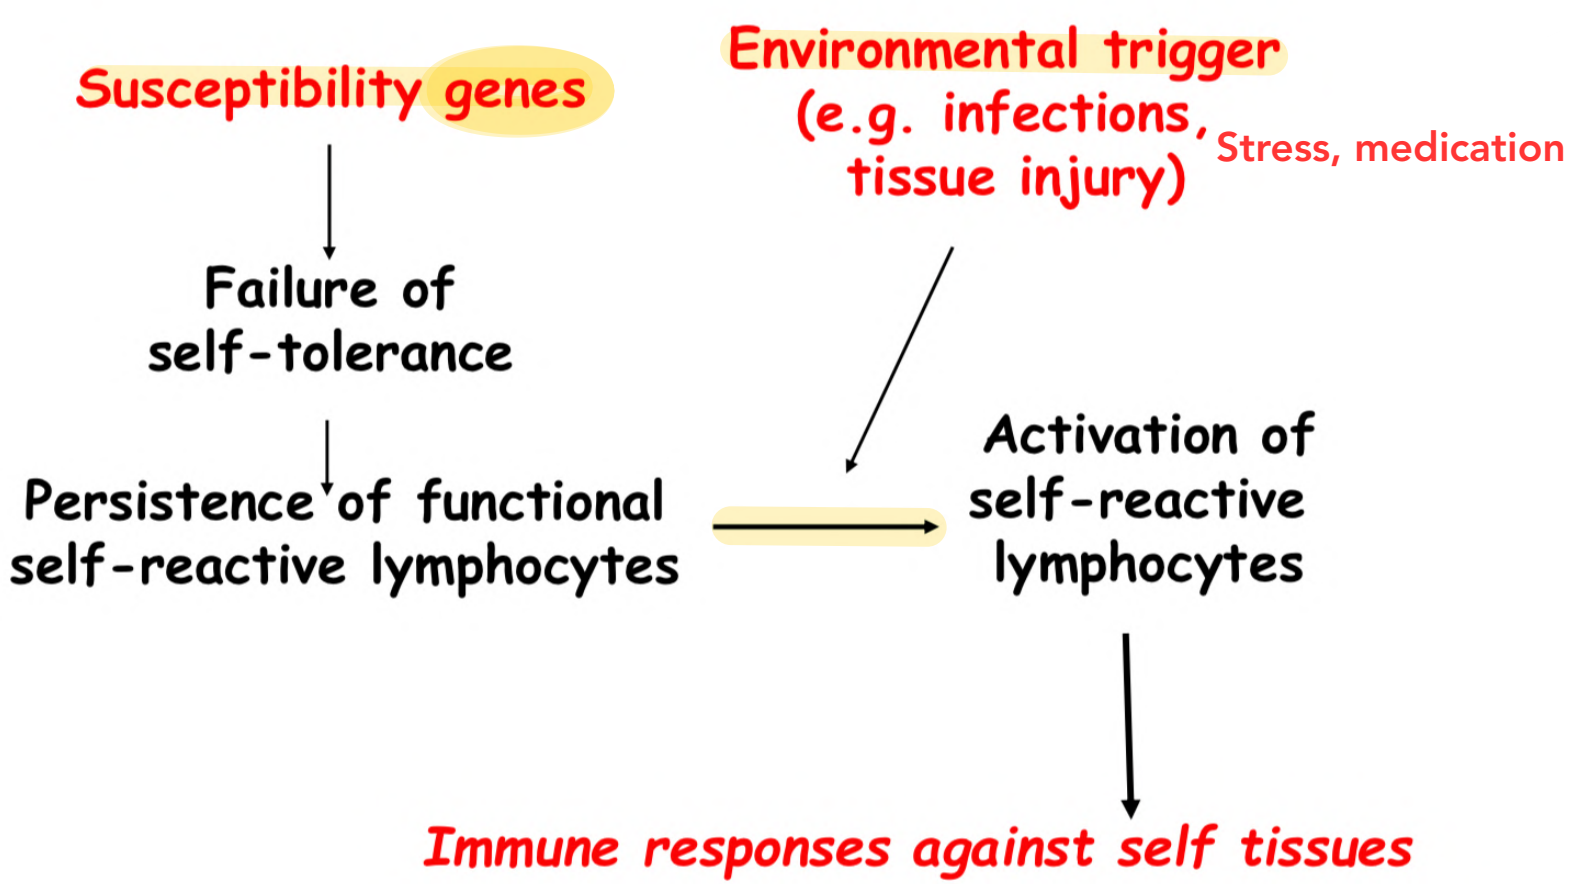 Susceptibility genes
Environmental trigger
(e.g. infections,
tissue injury)
Stress, medication
Failure of
self-tolerance
Persistence of functional
self-reactive lymphocytes
Activation of
self-reactive
lymphocytes
Immune responses against self tissues